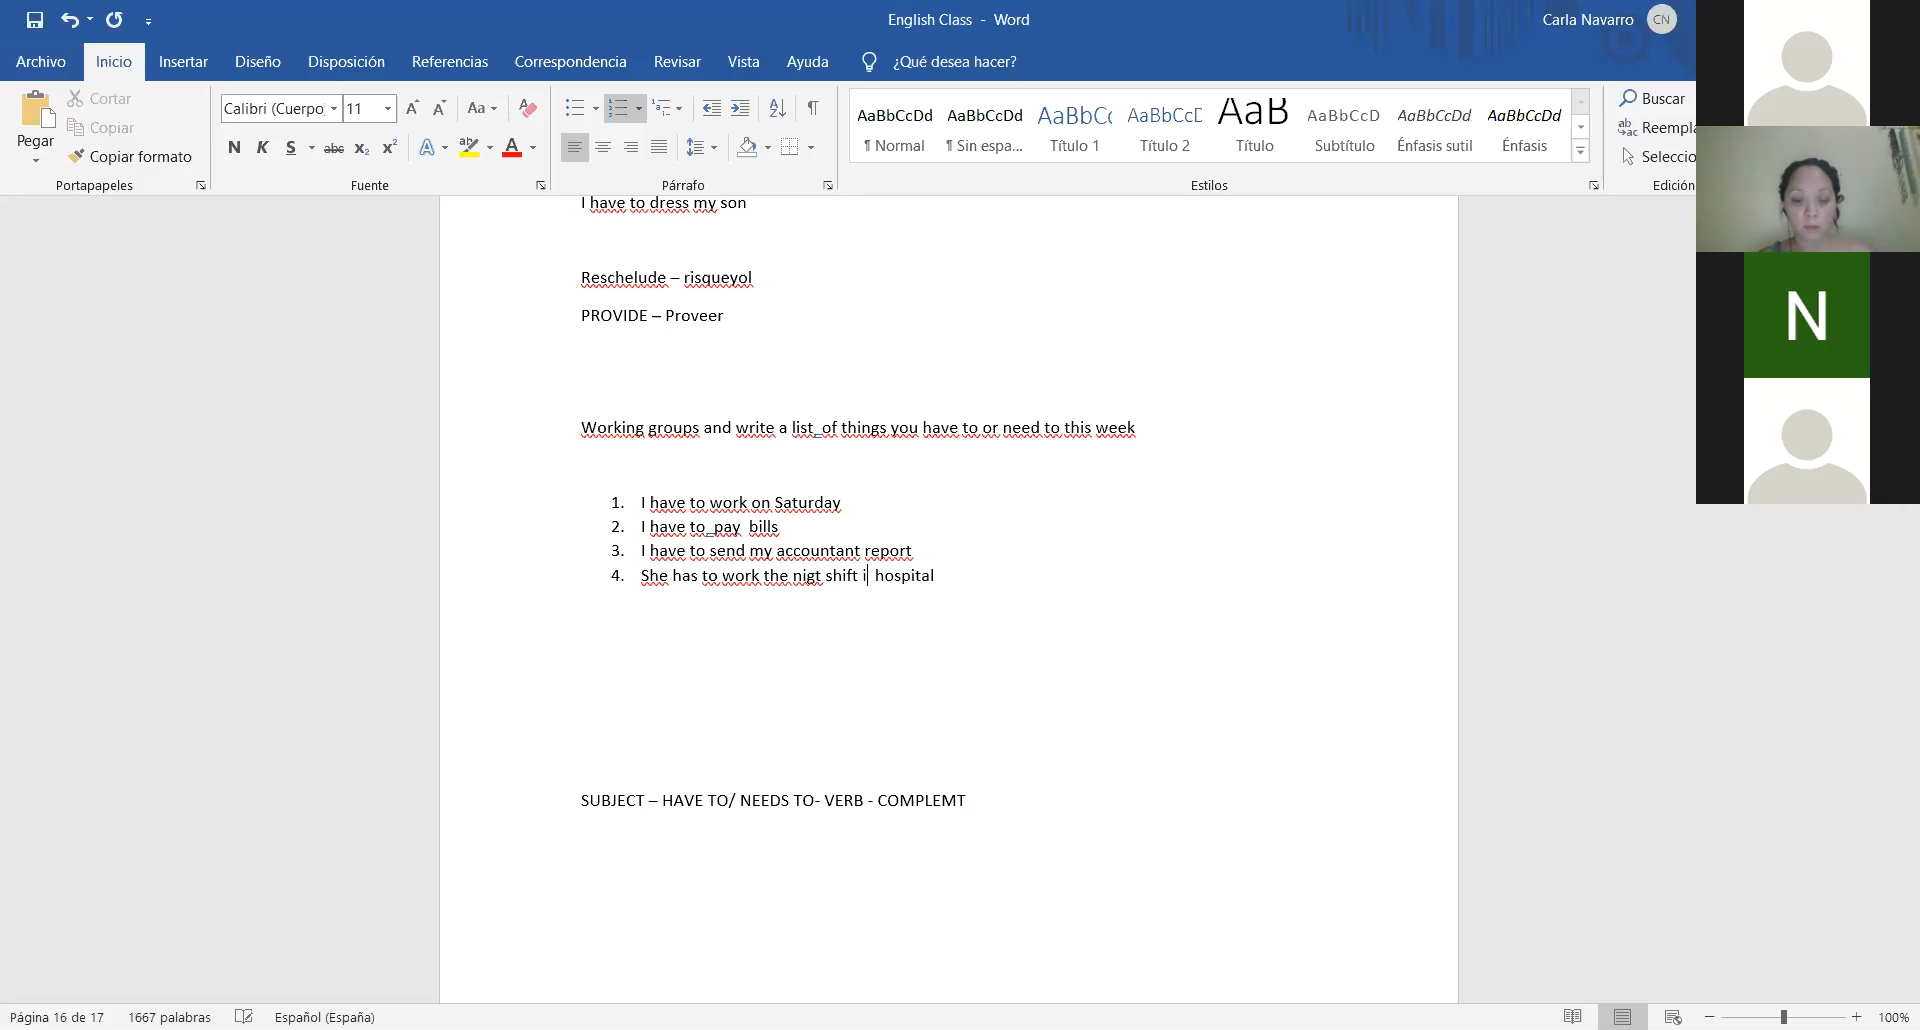 English Class - Word
Carla Navarro CN
Archivo Inicio Insertar Diseño Disposición Referencias Correspondencia Revisar Vista Ayuda ¿Qué desea hacer?
Pegar
Cortar
Copiar
Copiar formato
Portapapeles
Calibri (Cuerpo 11
Aa
N K S abc x₂ x²
Fuente
Párrafo
AaBbCcDd AaBbCcDd AaBbCc AaBbCcD AaB AaBbCcD AaBbCcDd AaBbCcDd
¶ Normal ¶ Sin espa... Título 1 Título 2 Título Subtítulo Énfasis sutil Énfasis
Estilos
Buscar
Reempla
Seleccio
Edición
I have to dress my son
Reschelude – risqueyol
PROVIDE – Proveer
Working groups and write a list of things you have to or need to this week
1. I have to work on Saturday
2. I have to pay bills
3. I have to send my accountant report
4. She has to work the nigt shift i hospital
SUBJECT – HAVE TO/ NEEDS TO- VERB - COMPLEMT
N
Página 16 de 17 1667 palabras Español (España) 100%